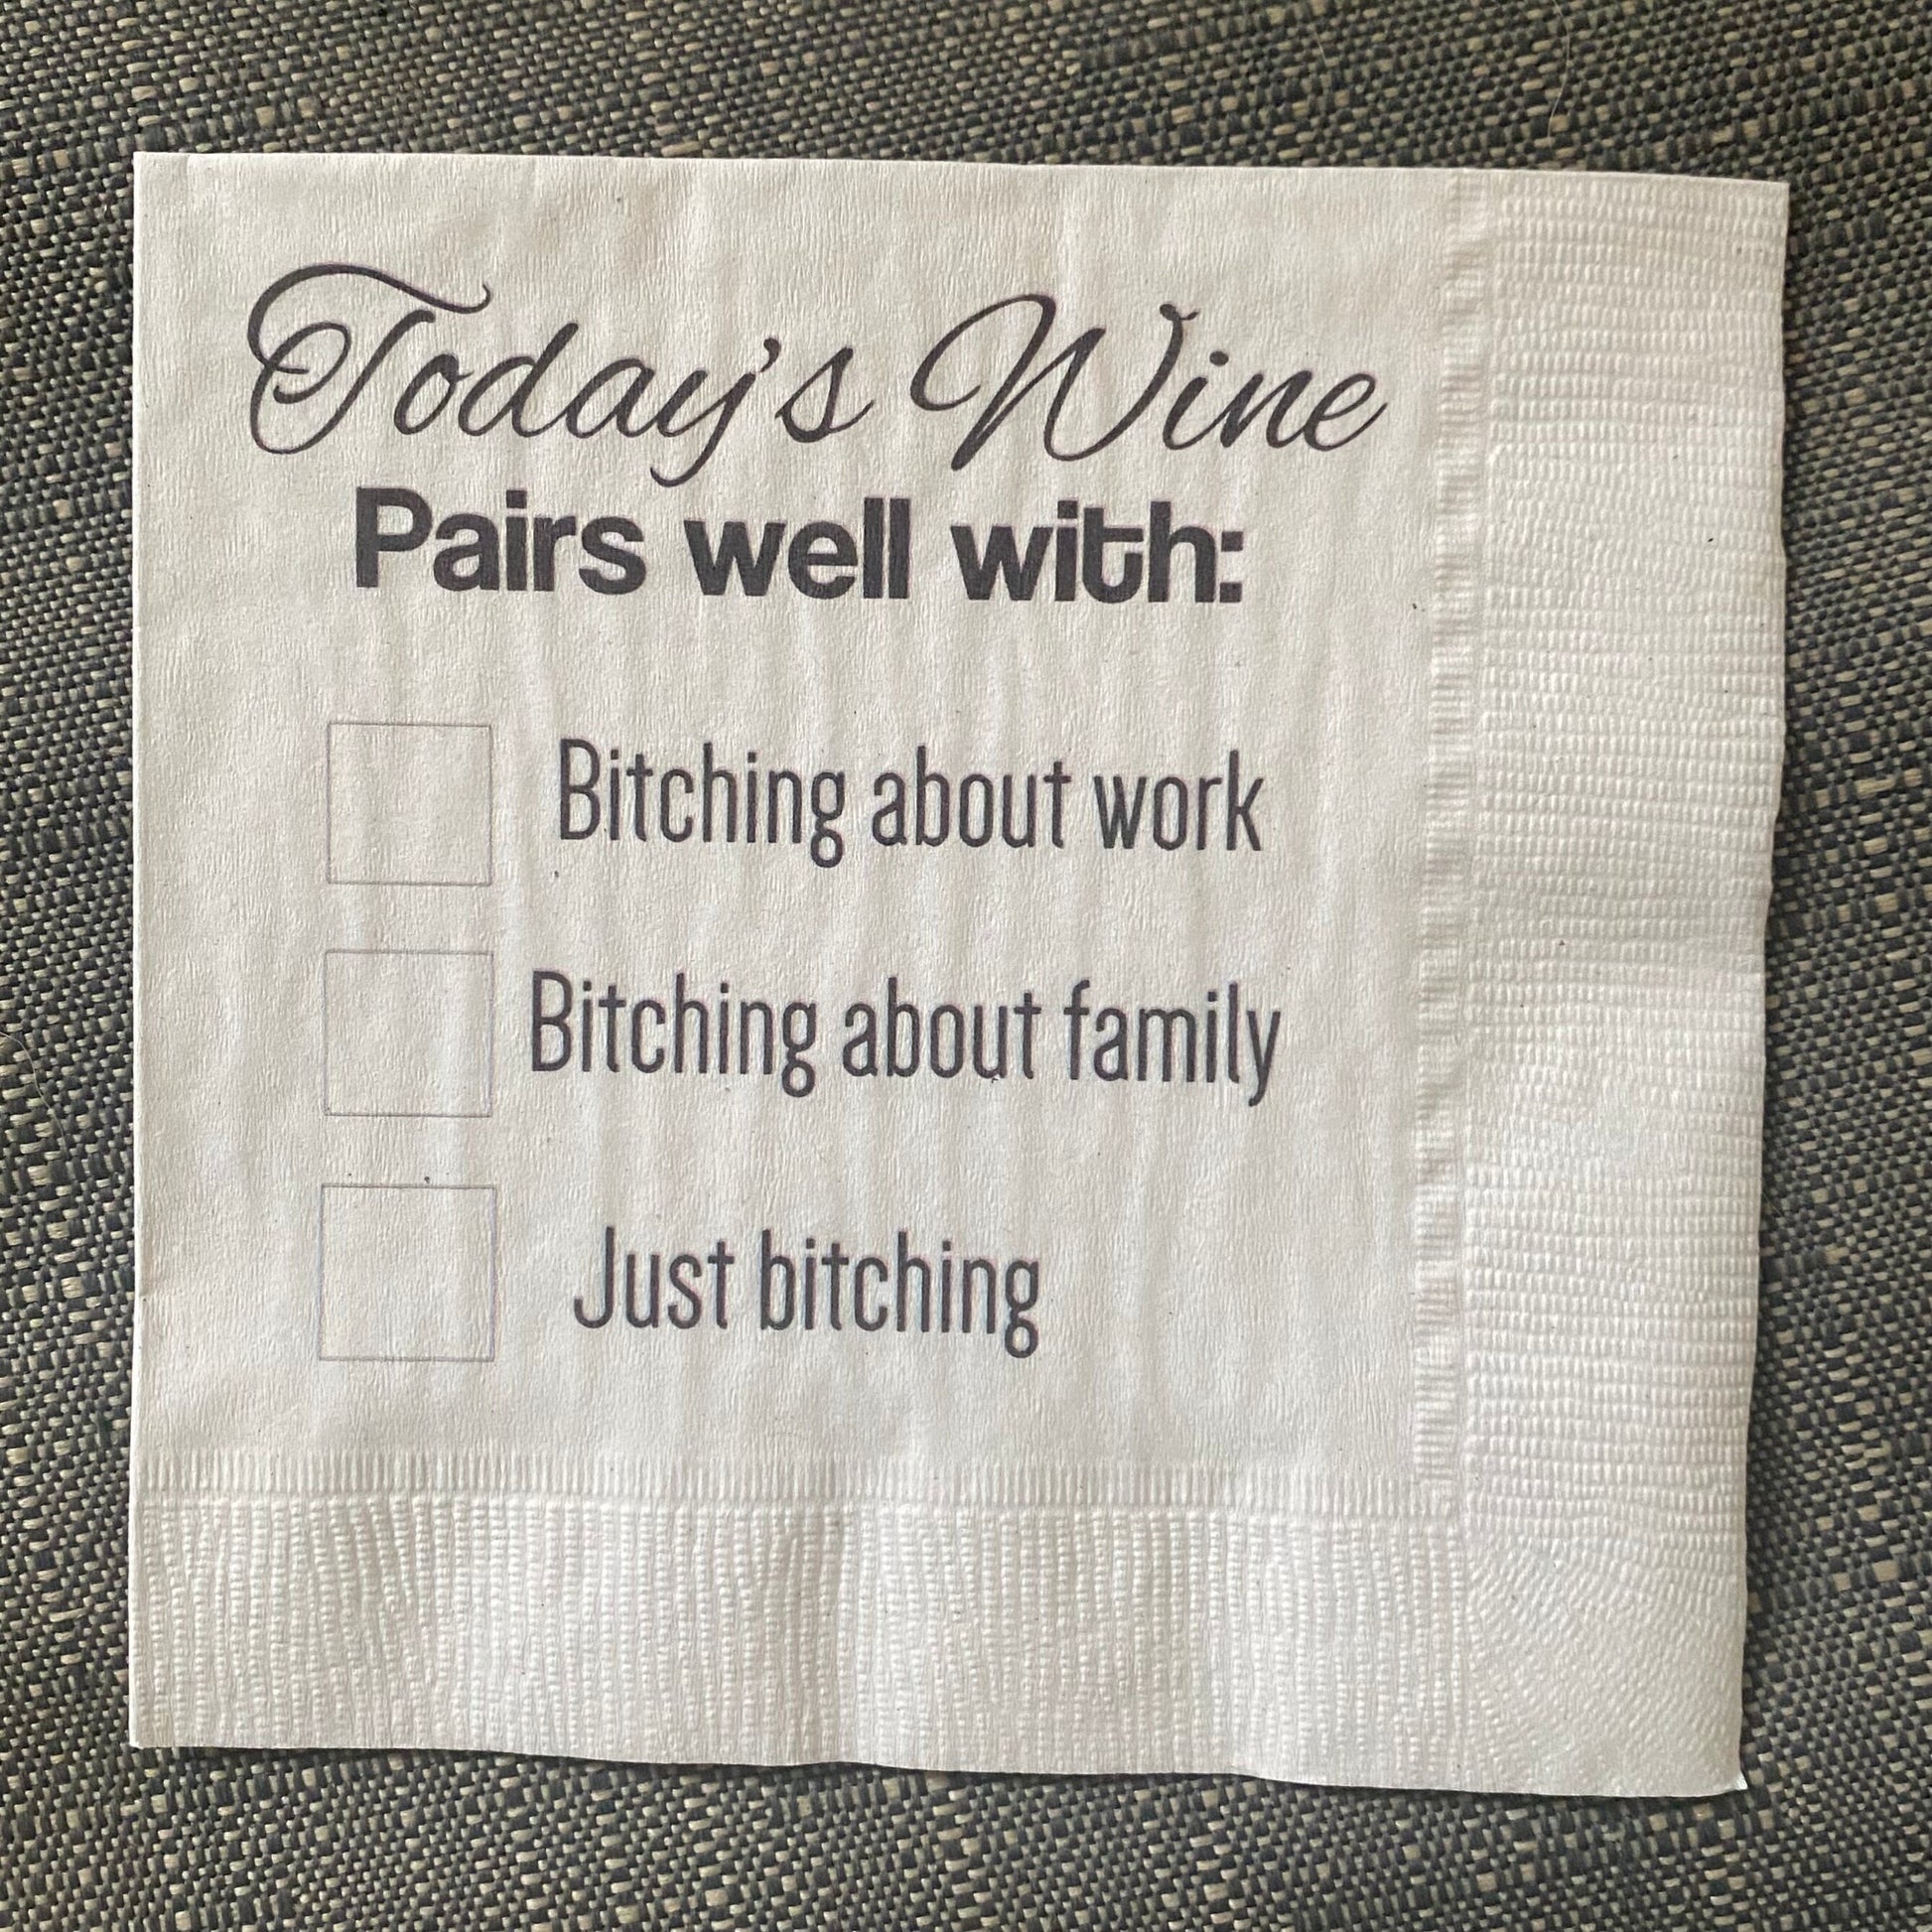 Today's Wine
Pairs well with:
Bitching about work
Bitching about family
Just bitching